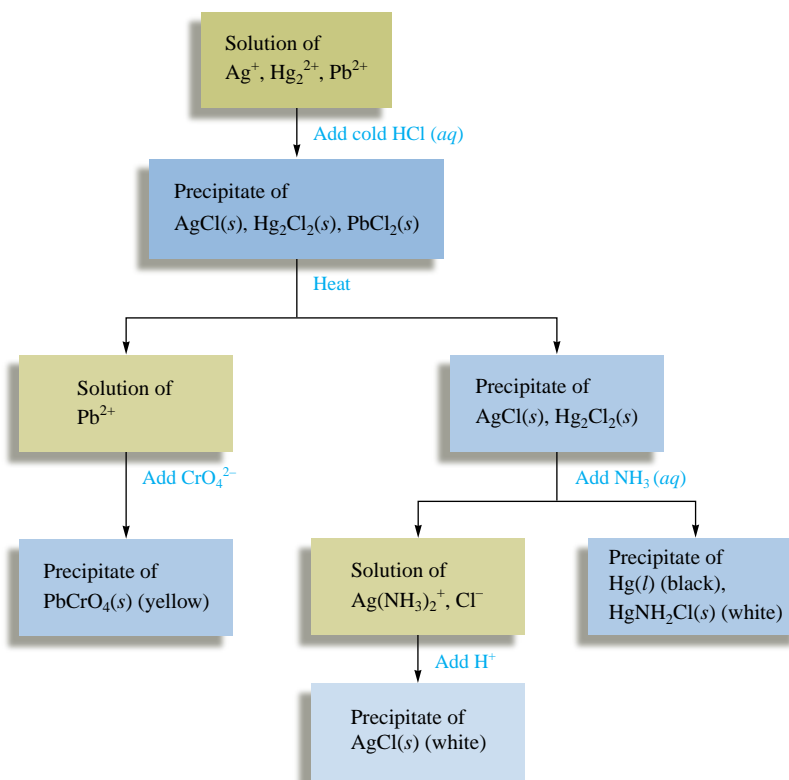 Solution of
Ag⁺, Hg₂²⁺, Pb²⁺
Add cold HCl (aq)
Precipitate of
AgCl(s), Hg₂Cl₂(s), PbCl₂(s)
Heat
Solution of
Pb²⁺
Precipitate of
AgCl(s), Hg₂Cl₂(s)
Add CrO₄²⁻
Add NH₃ (aq)
Precipitate of
PbCrO₄(s) (yellow)
Solution of
Ag(NH₃)₂⁺, Cl⁻
Precipitate of
Hg(l) (black),
HgNH₂Cl(s) (white)
Add H⁺
Precipitate of
AgCl(s) (white)